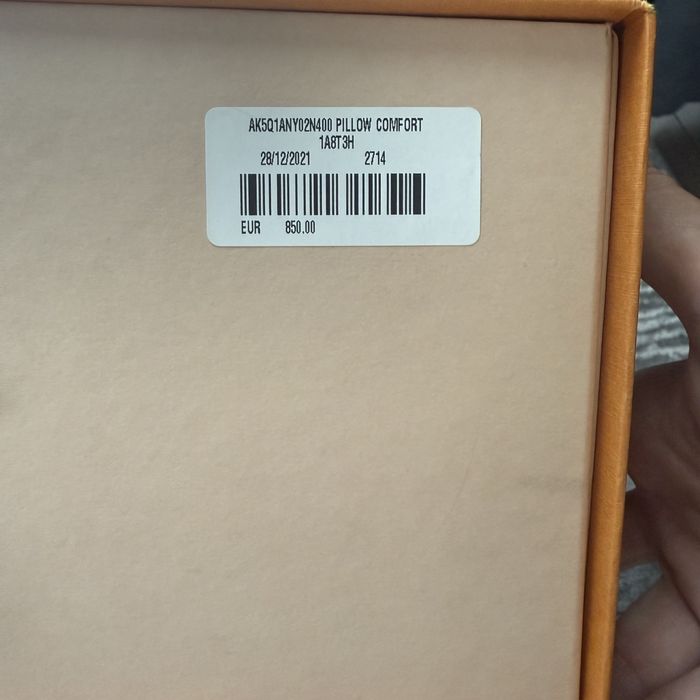 AK5Q1ANY02N400 PILLOW COMFORT
1A8T3H
28/12/2021 2714
EUR 850.00